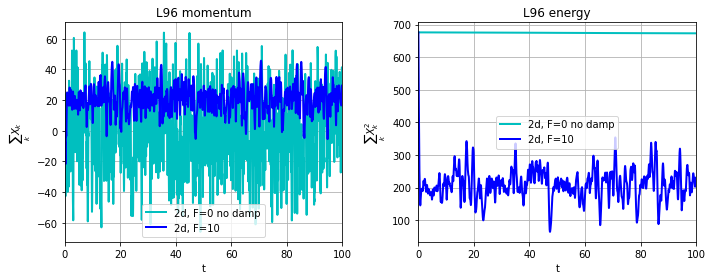 L96 momentum
60
40
20
0
−20
−40
−60
∑ₖ Xₖ
2d, F=0 no damp
2d, F=10
0
20
40
60
80
100
t
L96 energy
700
600
500
400
300
200
100
∑ₖ Xₖ²
2d, F=0 no damp
2d, F=10
0
20
40
60
80
100
t